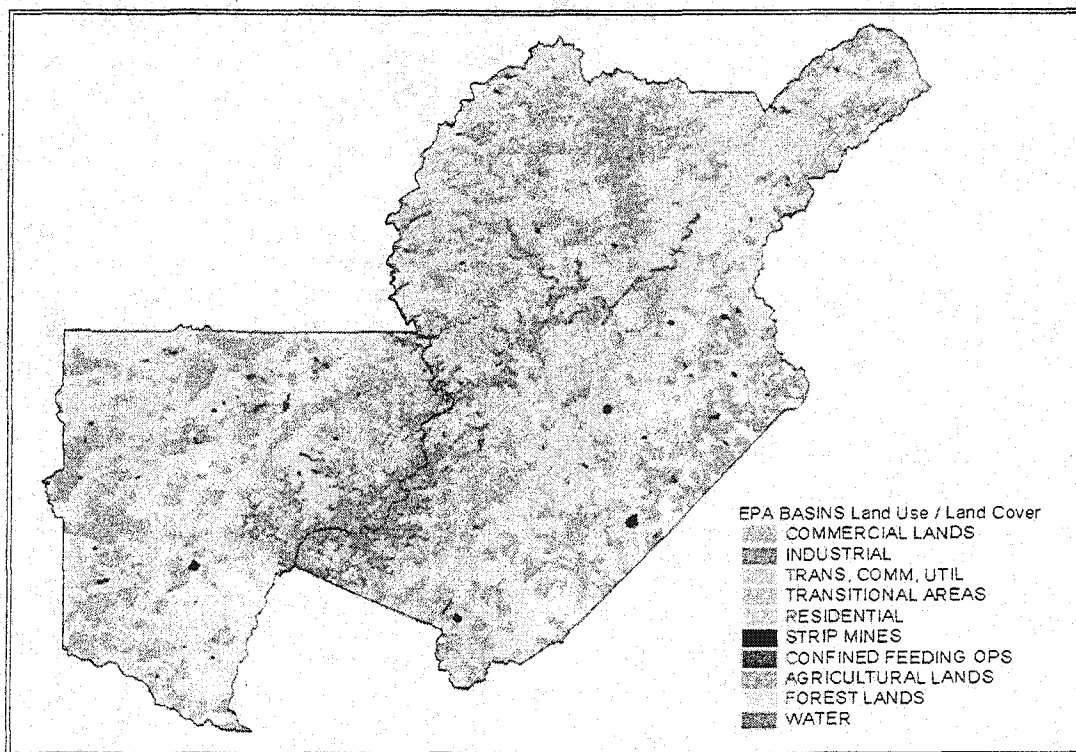 EPA BASINS Land Use / Land Cover
COMMERCIAL LANDS
INDUSTRIAL
TRANS, COMM, UTIL
TRANSITIONAL AREAS
RESIDENTIAL
STRIP MINES
CONFINED FEEDING OPS
AGRICULTURAL LANDS
FOREST LANDS
WATER